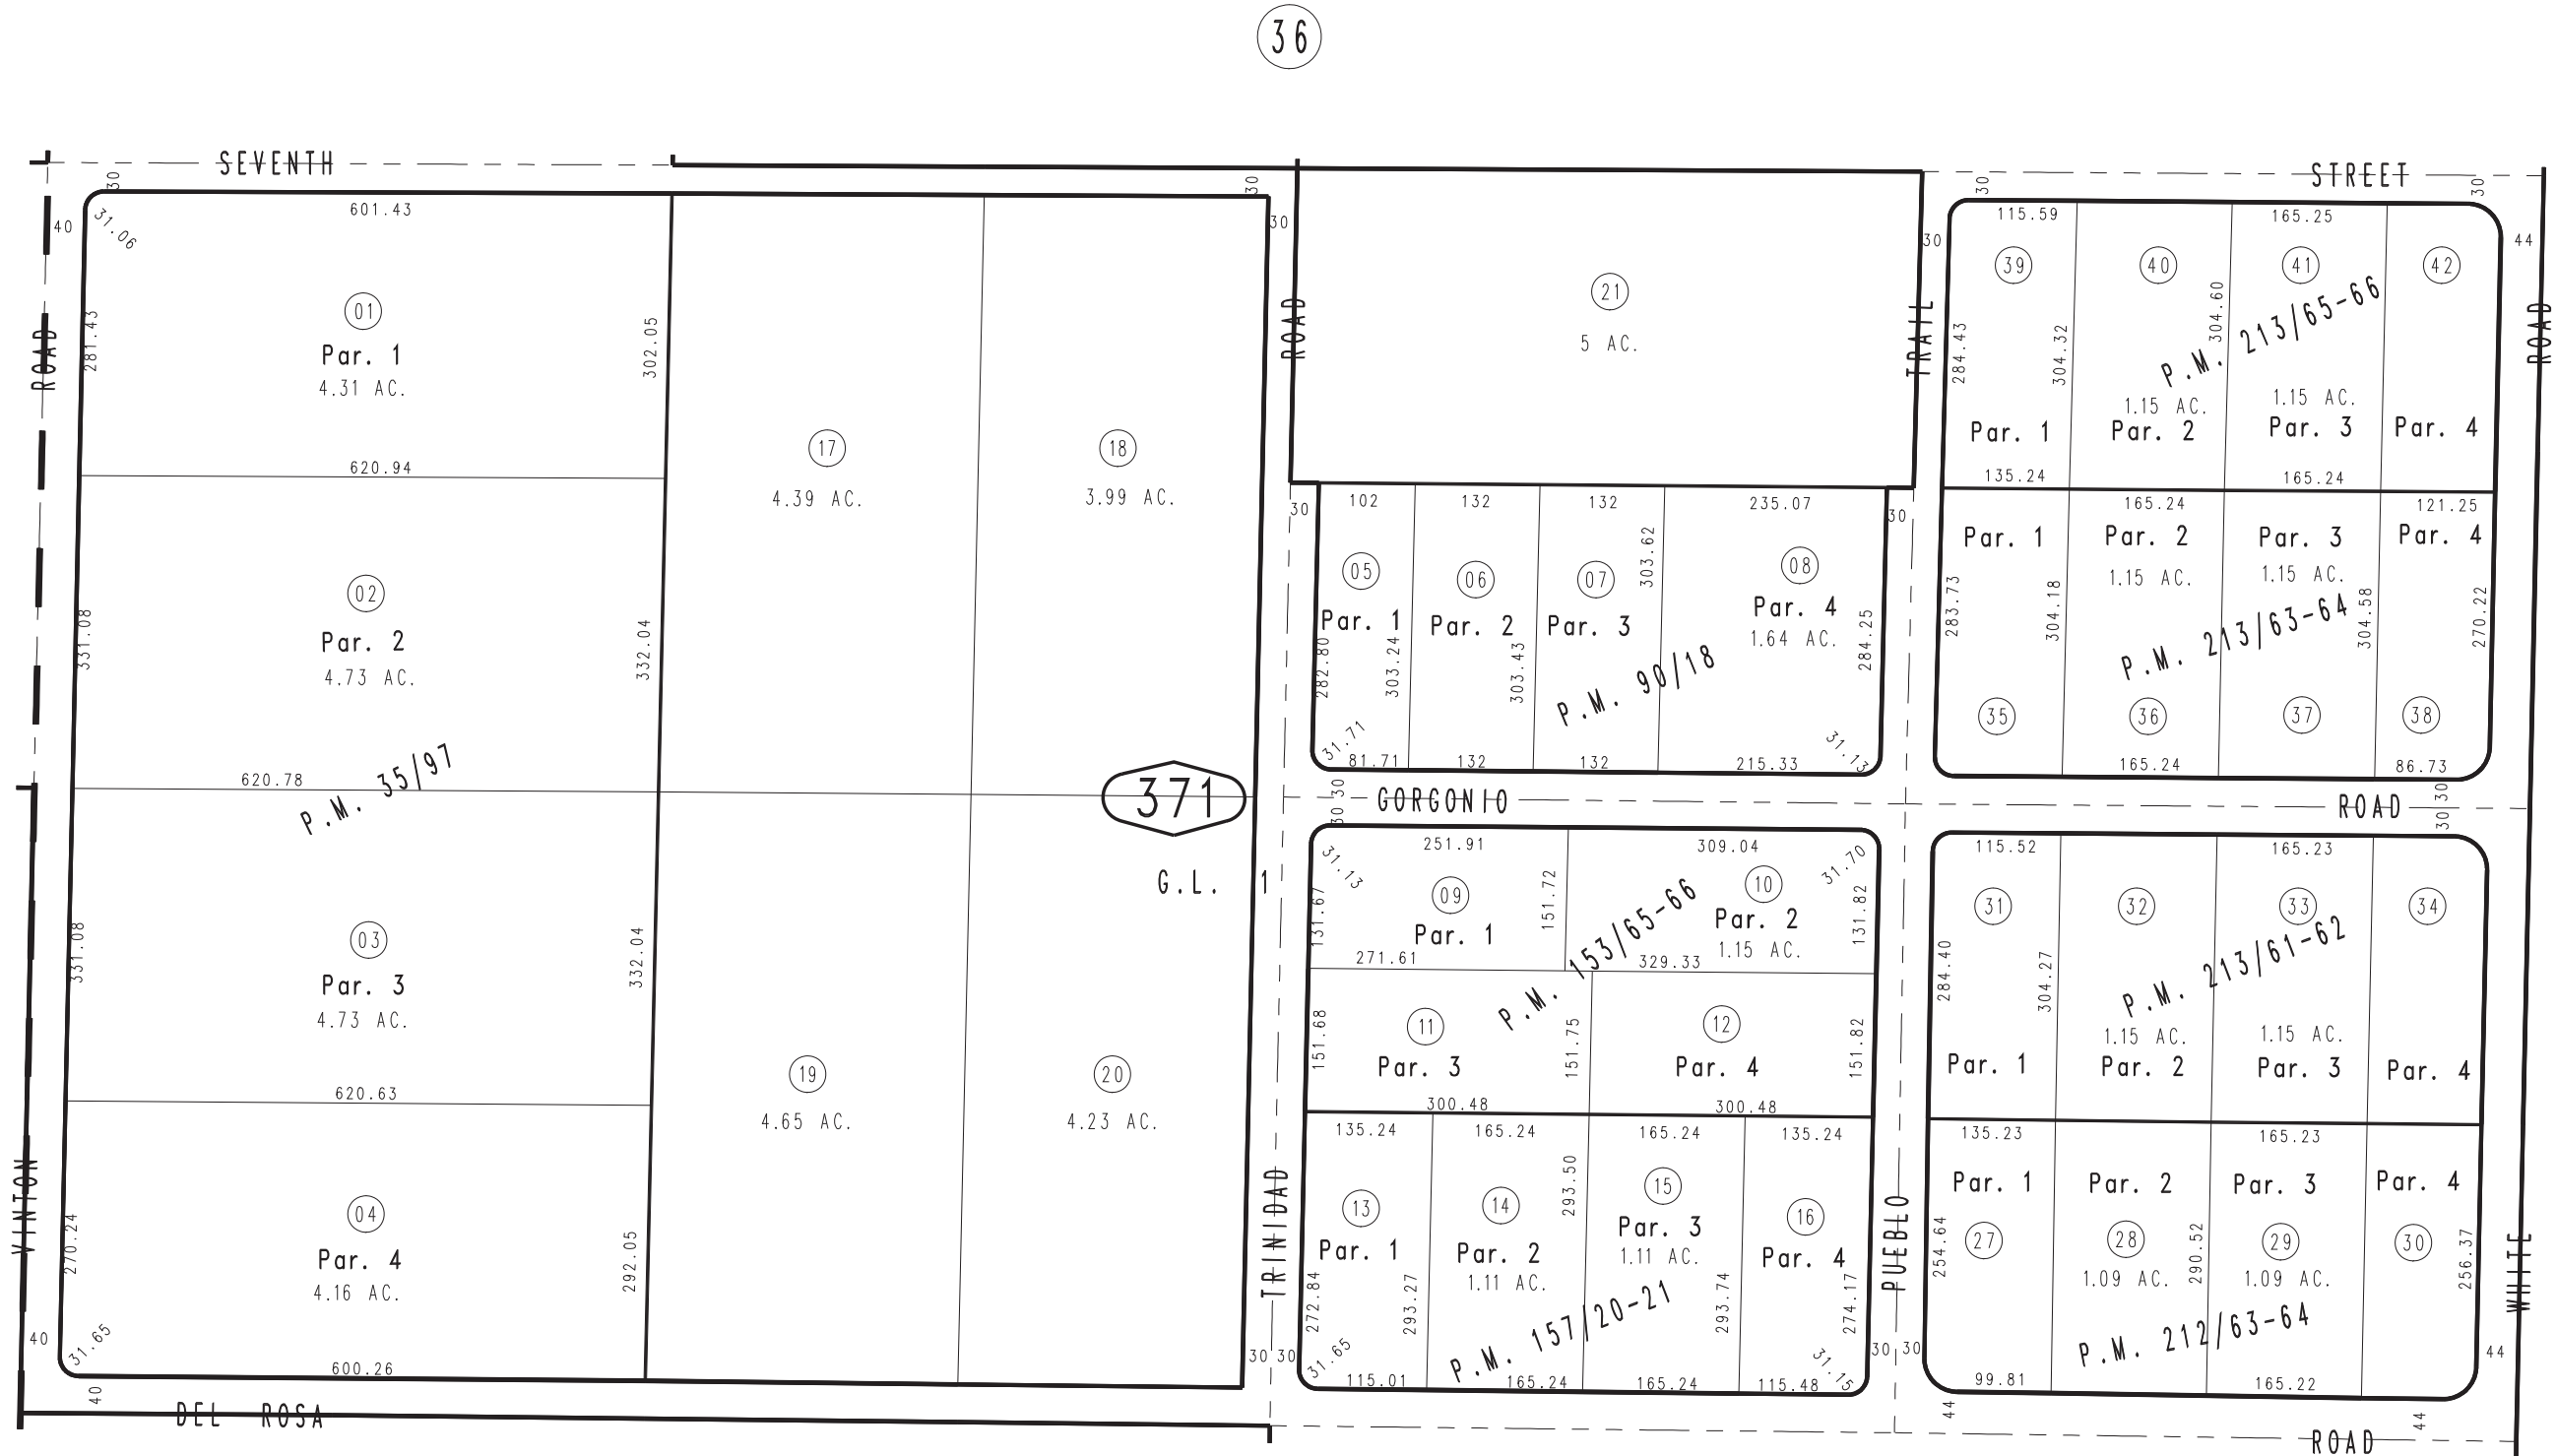 36
SEVENTH STREET
30 30 30 30
31.06 601.43 115.59 165.25
40 30 30 44
39 40 41 42
01 21
Par. 1 5 AC.
4.31 AC.
ROAD 281.43 302.05 ROAD TRAIL 284.43 304.32 304.60 ROAD
P.M. 213/65-66
1.15 AC. 1.15 AC.
Par. 1 Par. 2 Par. 3 Par. 4
17 18
620.94 135.24 165.24
4.39 AC. 3.99 AC.
30 102 132 132 235.07 30 165.24 121.25
Par. 1 Par. 2 Par. 3 Par. 4
1.15 AC. 1.15 AC.
02 05 06 07 08
Par. 2 Par. 1 Par. 2 Par. 3 Par. 4
4.73 AC. 1.64 AC.
331.08 332.04 282.80 303.24 303.43 303.62 284.25 283.73 304.18 304.58 270.22
P.M. 90/18 P.M. 213/63-64
35 36 37 38
31.71 81.71 132 132 215.33 31.13 165.24 86.73
620.78
P.M. 35/97
371
30 30 GORGONIO ROAD 30 30
251.91 309.04 115.52 165.23
31.13 31.70
G.L. 1
09 10 31 32 33 34
Par. 1 Par. 2
1.15 AC.
131.67 151.72 131.82
271.61 329.33
P.M. 153/65-66 P.M. 213/61-62
03
Par. 3
4.73 AC.
331.08 332.04 284.40 304.27
11 12
1.15 AC. 1.15 AC.
Par. 3 Par. 4 Par. 1 Par. 2 Par. 3 Par. 4
151.68 151.75 151.82
19 20
4.65 AC. 4.23 AC.
620.63 300.48 300.48
135.24 165.24 165.24 135.24 135.23 165.23
Par. 1 Par. 2 Par. 3 Par. 4
04 13 14 15 16 27 28 29 30
Par. 4 Par. 1 Par. 2 Par. 3 Par. 4
4.16 AC. 1.11 AC. 1.11 AC. 1.09 AC. 1.09 AC.
VINTON 270.24 292.05 TRINIDAD 272.84 293.27 293.50 293.74 274.17 PUEBLO 254.64 290.52 256.37 WHITE
P.M. 157/20-21 P.M. 212/63-64
40 31.65 30 30 31.65 31.15 30 30 44
600.26 115.01 165.24 165.24 115.48 99.81 165.22
40 44 44
DEL ROSA ROAD